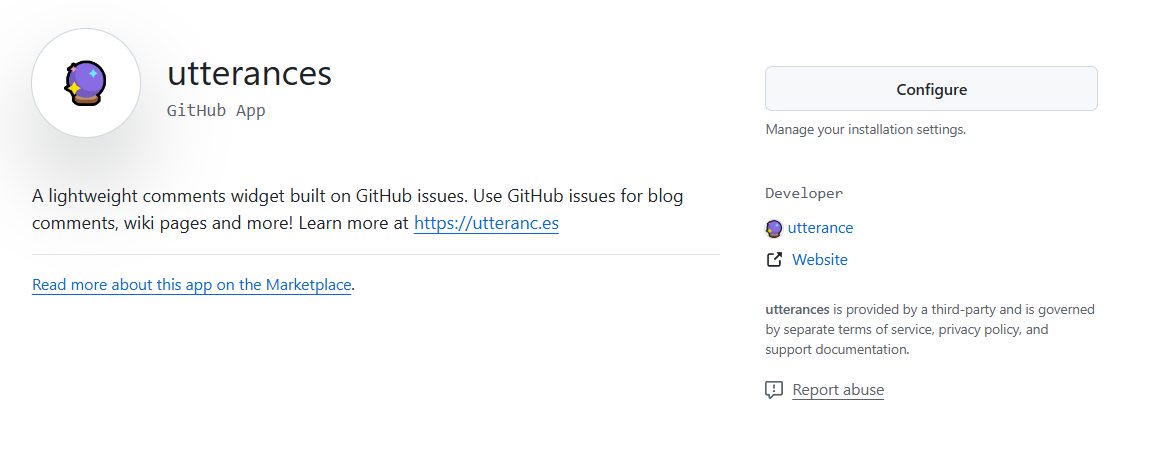 utterances
GitHub App
A lightweight comments widget built on GitHub issues. Use GitHub issues for blog
comments, wiki pages and more! Learn more at https://utteranc.es
Read more about this app on the Marketplace.
Configure
Manage your installation settings.
Developer
utterance
Website
utterances is provided by a third-party and is governed
by separate terms of service, privacy policy, and
support documentation.
Report abuse